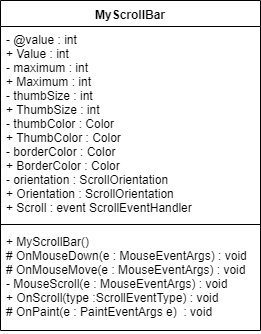 MyScrollBar
- @value : int
+ Value : int
- maximum : int
+ Maximum : int
- thumbSize : int
+ ThumbSize : int
- thumbColor : Color
+ ThumbColor : Color
- borderColor : Color
+ BorderColor : Color
- orientation : ScrollOrientation
+ Orientation : ScrollOrientation
+ Scroll : event ScrollEventHandler
+ MyScrollBar()
# OnMouseDown(e : MouseEventArgs) : void
# OnMouseMove(e : MouseEventArgs) : void
- MouseScroll(e : MouseEventArgs) : void
+ OnScroll(type :ScrollEventType) : void
# OnPaint(e : PaintEventArgs e) : void